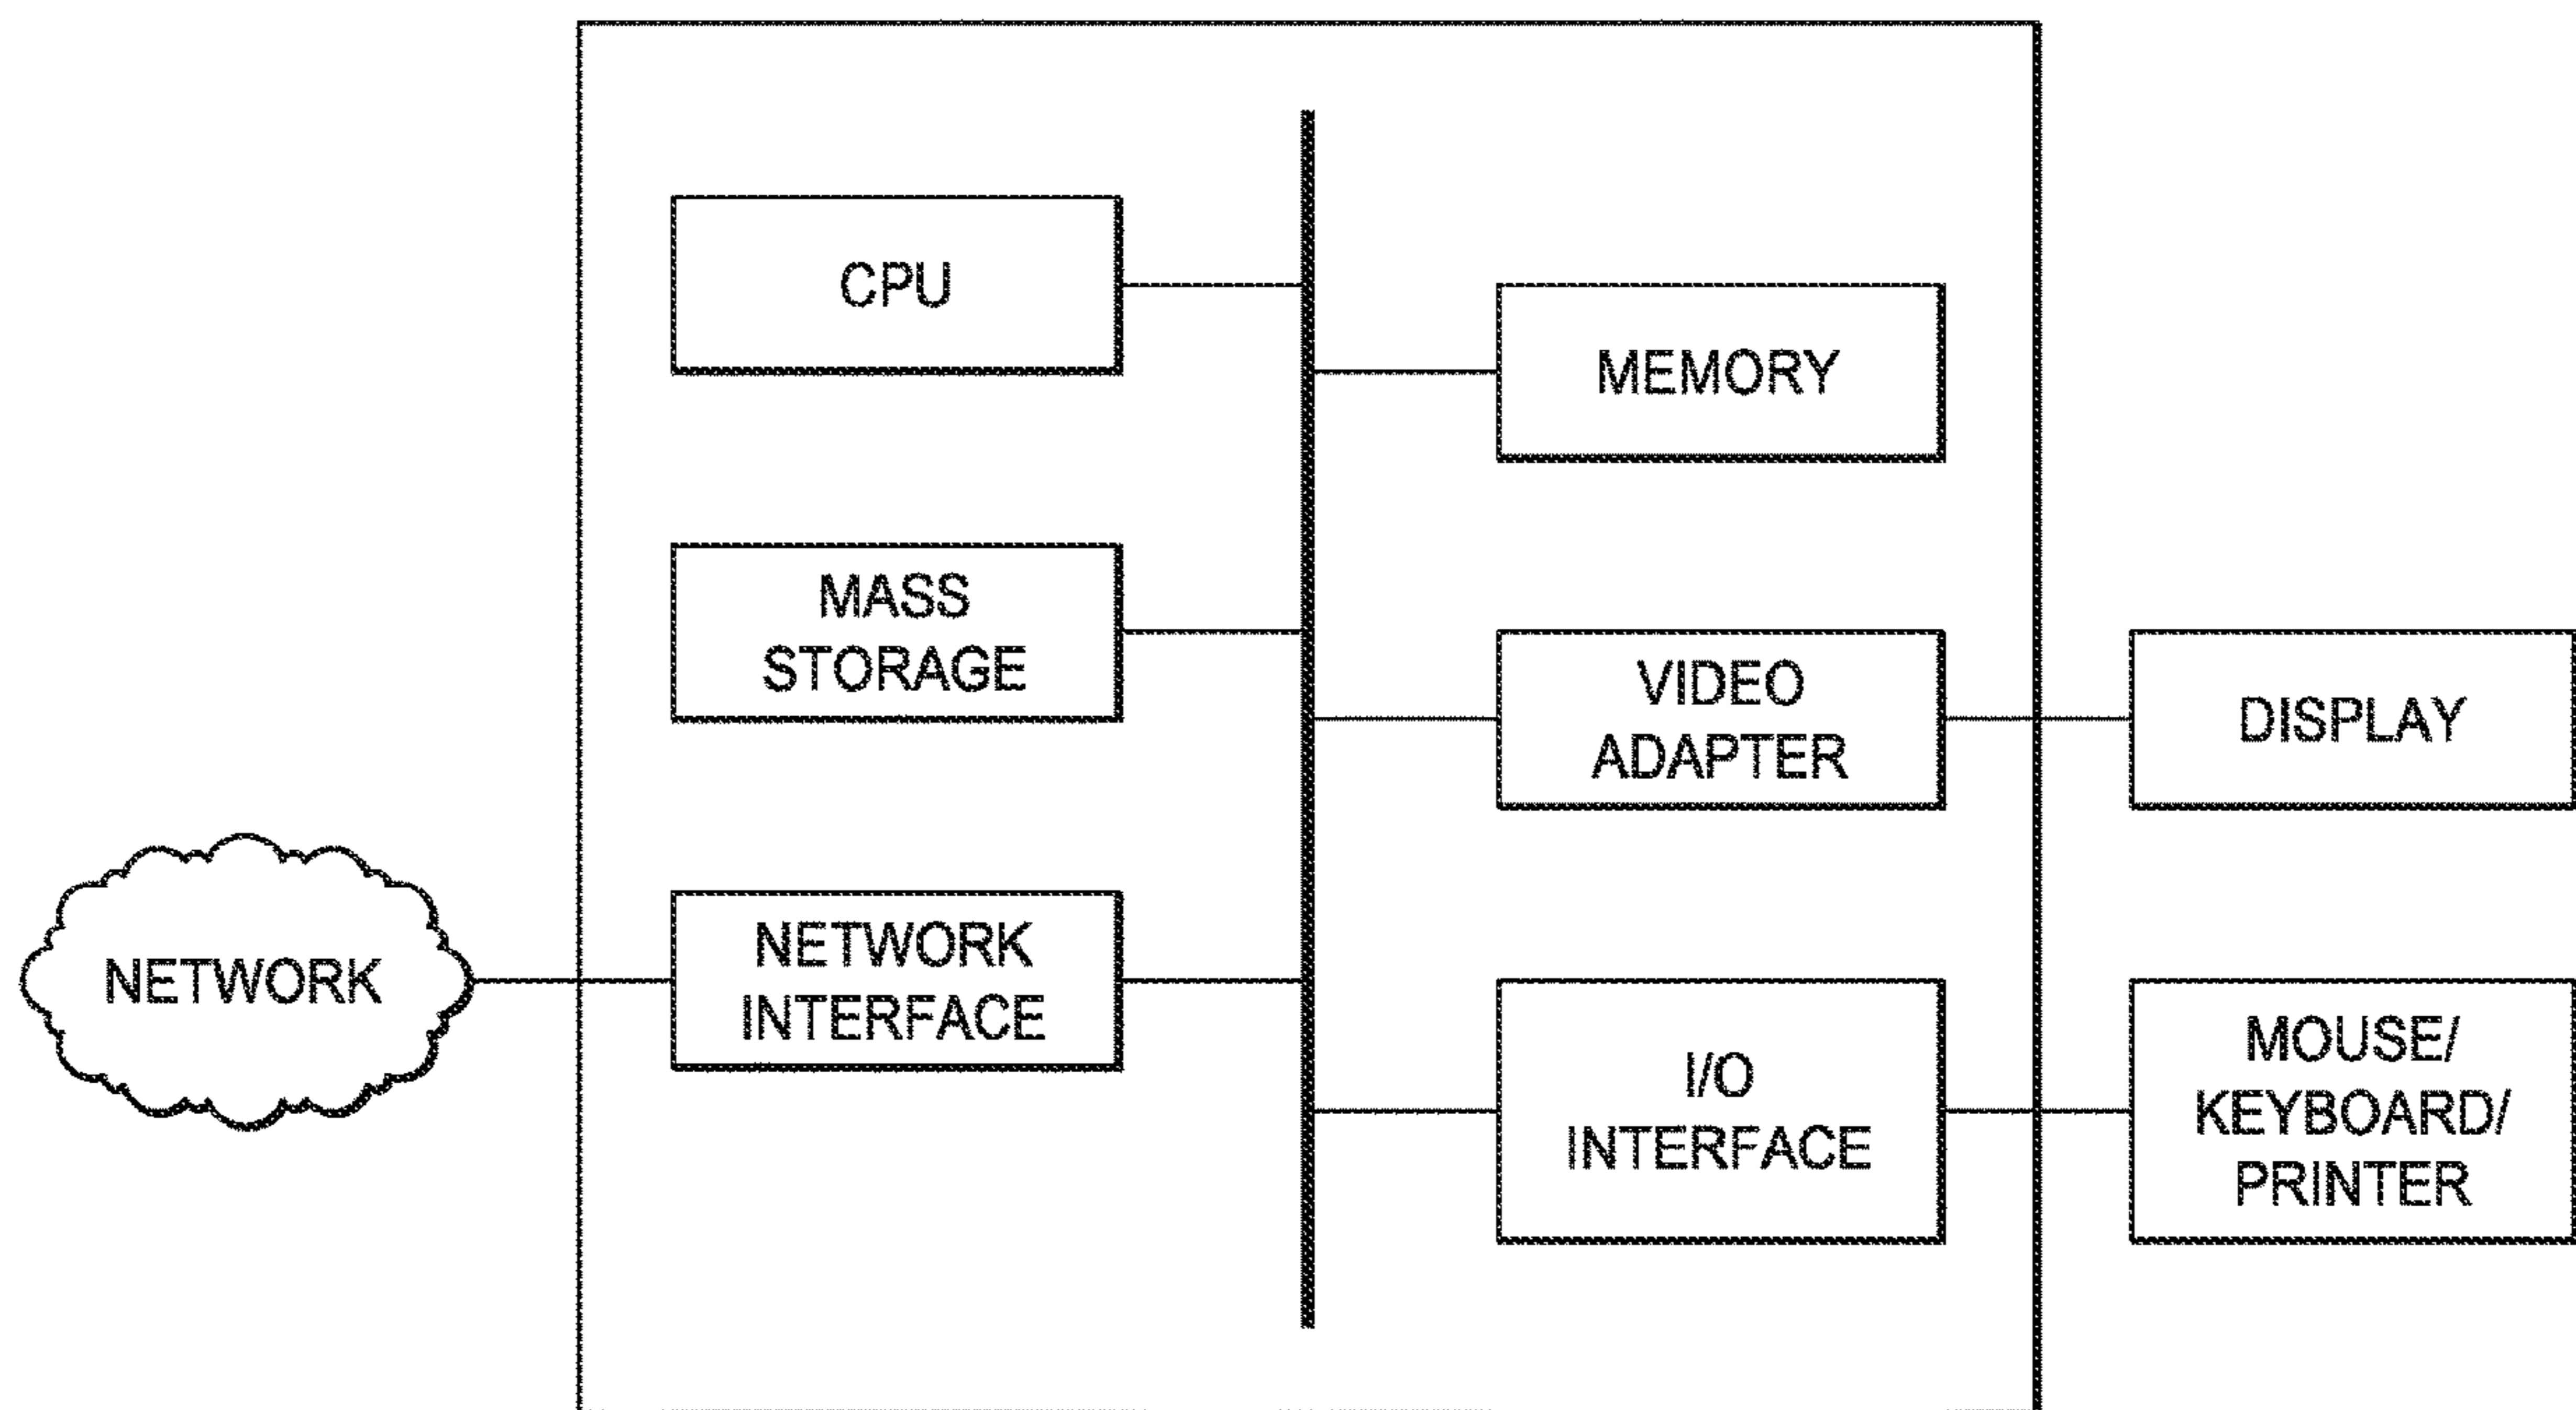 CPU
MEMORY
MASS
STORAGE
VIDEO
ADAPTER
DISPLAY
NETWORK
NETWORK
INTERFACE
I/O
INTERFACE
MOUSE/
KEYBOARD/
PRINTER